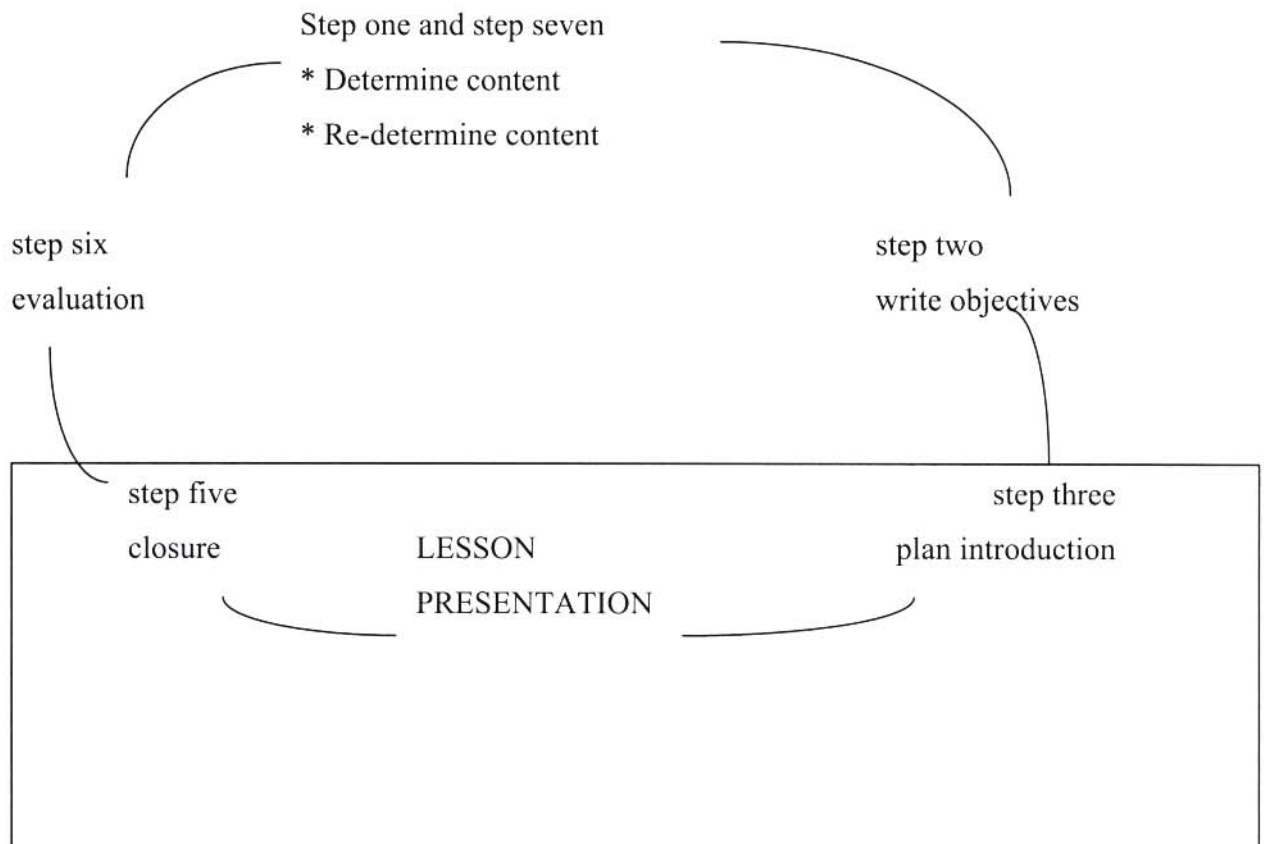 Step one and step seven
* Determine content
* Re-determine content
step six
evaluation
step two
write objectives
step five
closure
LESSON
PRESENTATION
step three
plan introduction